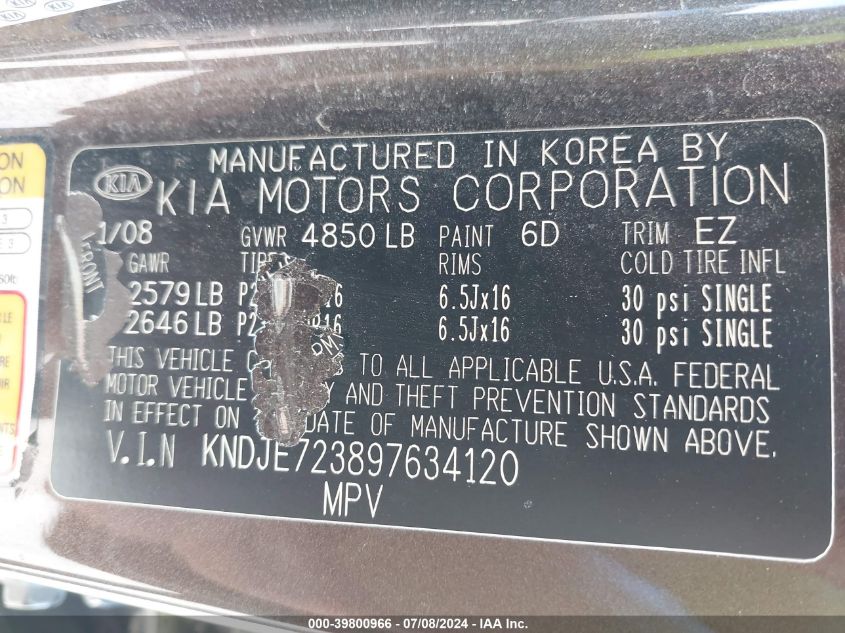 MANUFACTURED IN KOREA BY
KIA KIA MOTORS CORPORATION
1/08 GVWR 4850 LB PAINT 6D TRIM EZ
FRONT GAWR RIMS COLD TIRE INFL
2579 LB 6.5Jx16 30 psi SINGLE
2646 LB 6.5Jx16 30 psi SINGLE
PM
THIS VEHICLE TO ALL APPLICABLE U.S.A. FEDERAL
MOTOR VEHICLE AND THEFT PREVENTION STANDARDS
IN EFFECT ON DATE OF MANUFACTURE SHOWN ABOVE.
V.I.N KNDJE723897634120
MPV
000-39800966 - 07/08/2024 - IAA Inc.